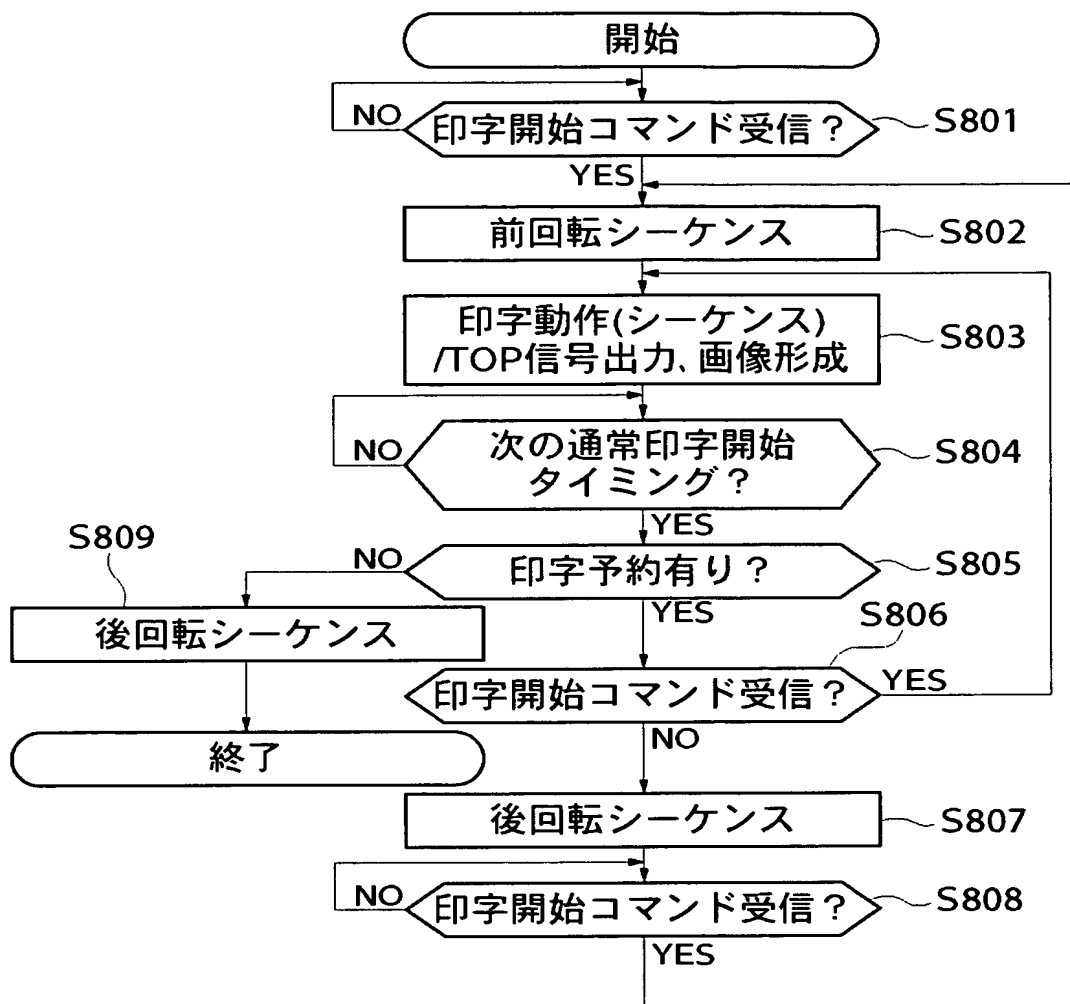 開始
NO
印字開始コマンド受信？
S801
YES
前回転シーケンス
S802
印字動作(シーケンス)
/TOP信号出力、画像形成
S803
NO
次の通常印字開始
タイミング？
S804
YES
S809
NO
印字予約有り？
S805
YES
S806
後回転シーケンス
印字開始コマンド受信？
YES
NO
終了
後回転シーケンス
S807
NO
印字開始コマンド受信？
S808
YES